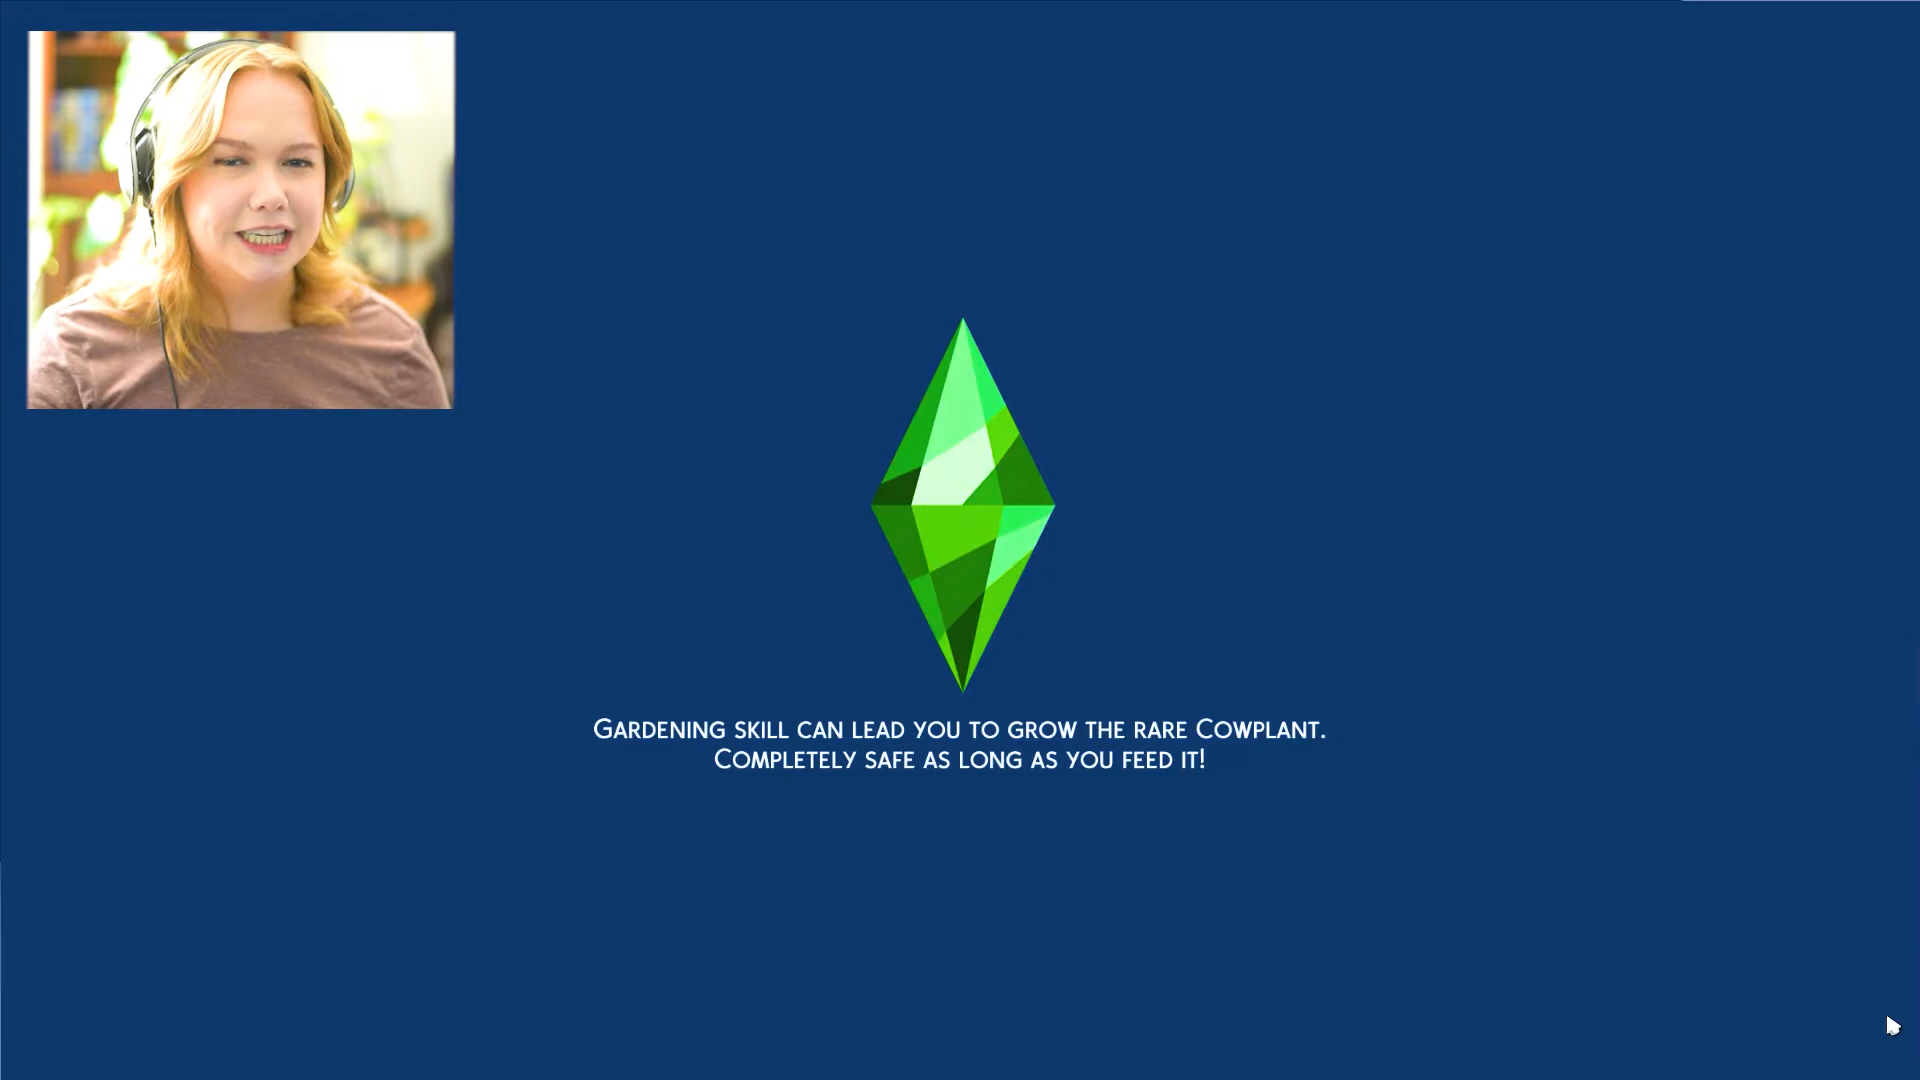 Gardening skill can lead you to grow the rare Cowplant.
Completely safe as long as you feed it!